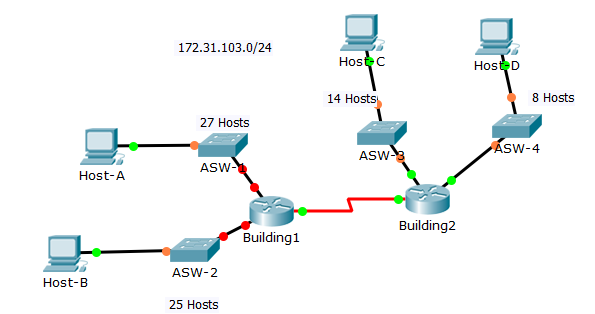 172.31.103.0/24
Host-C
Host-D
14 Hosts
8 Hosts
27 Hosts
ASW-3
ASW-4
Host-A
ASW-1
Building2
Building1
Host-B
ASW-2
25 Hosts